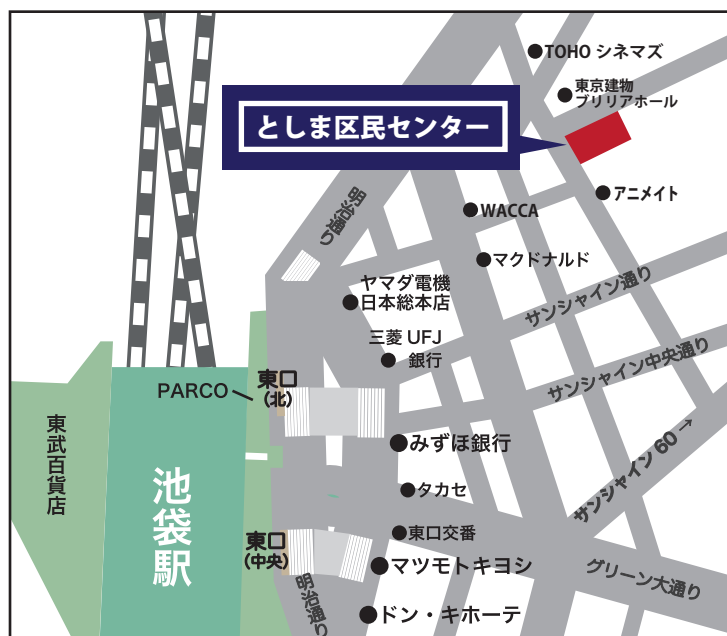 TOHO シネマズ
東京建物
ブリリアホール
としま区民センター
アニメイト
明治通り
WACCA
マクドナルド
ヤマダ電機
日本総本店
サンシャイン通り
三菱 UFJ
銀行
サンシャイン中央通り
PARCO
東口
(北)
東武百貨店
みずほ銀行
サンシャイン 60 →
池袋駅
タカセ
東口
(中央)
東口交番
マツモトキヨシ
グリーン大通り
明治通り
ドン・キホーテ